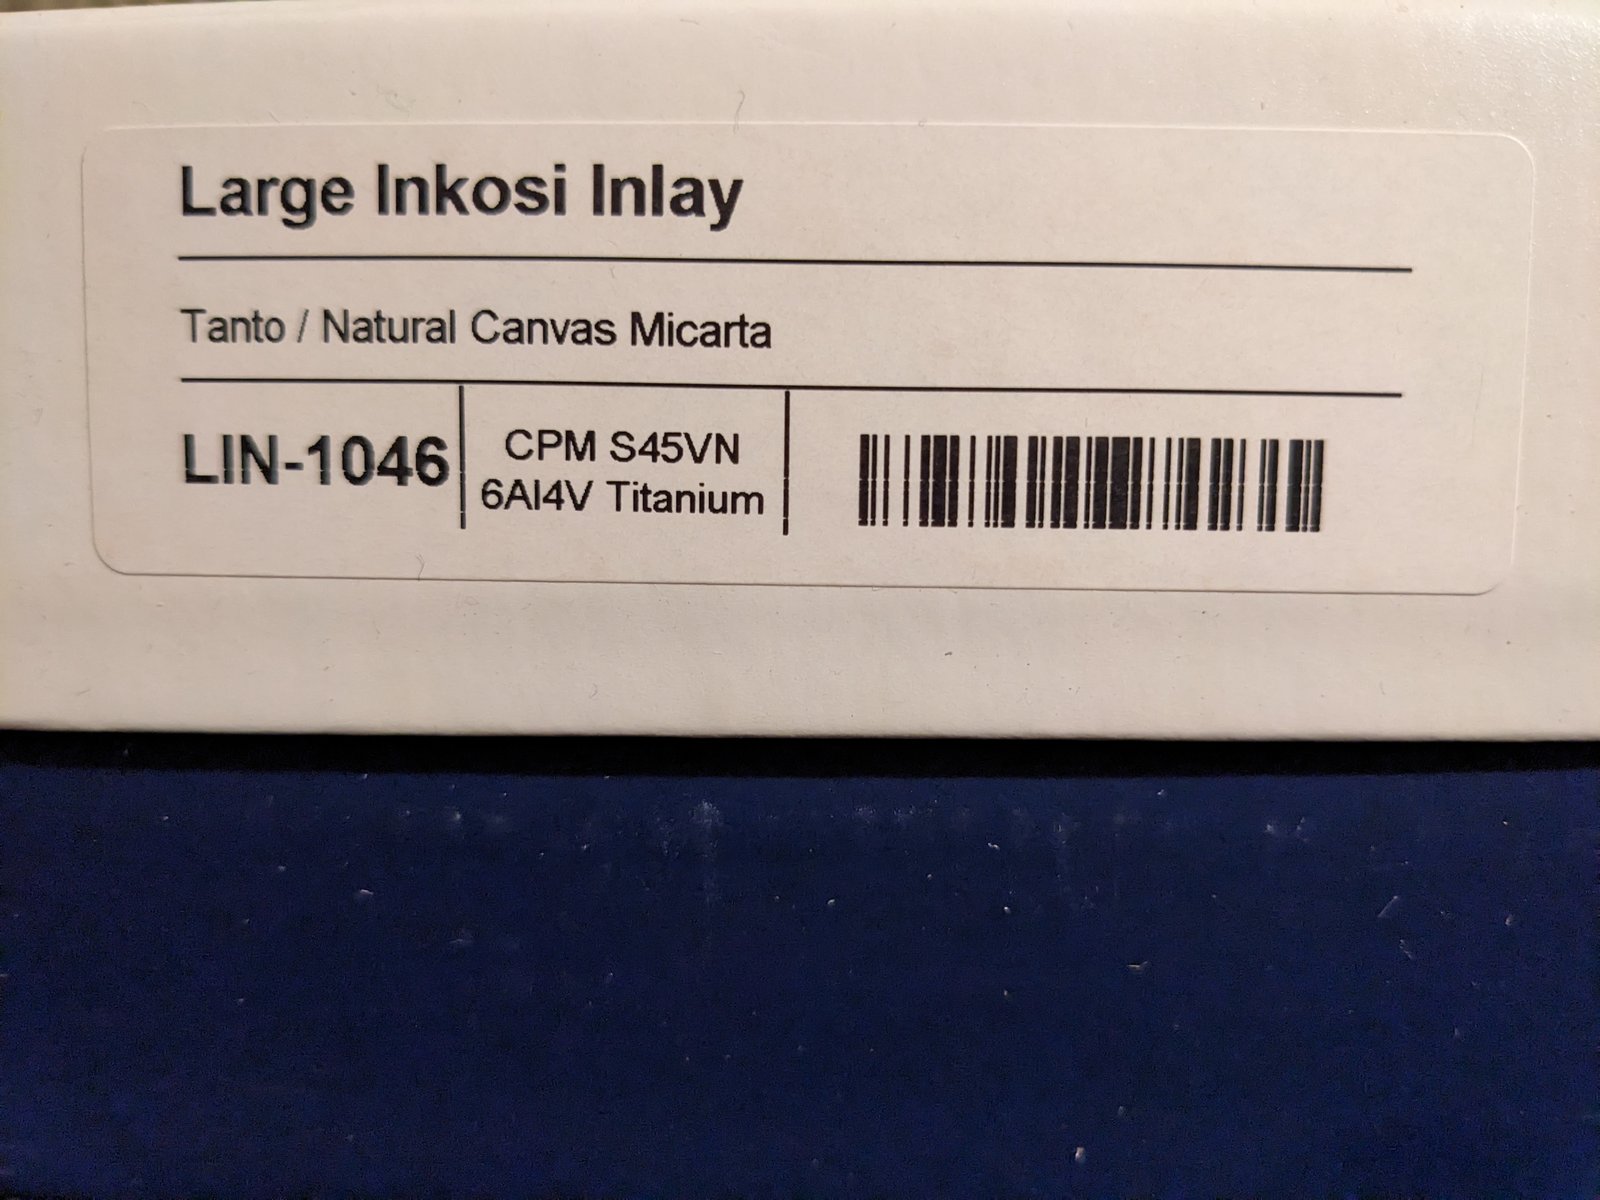 Large Inkosi Inlay
Tanto / Natural Canvas Micarta
LIN-1046
CPM S45VN
6Al4V Titanium